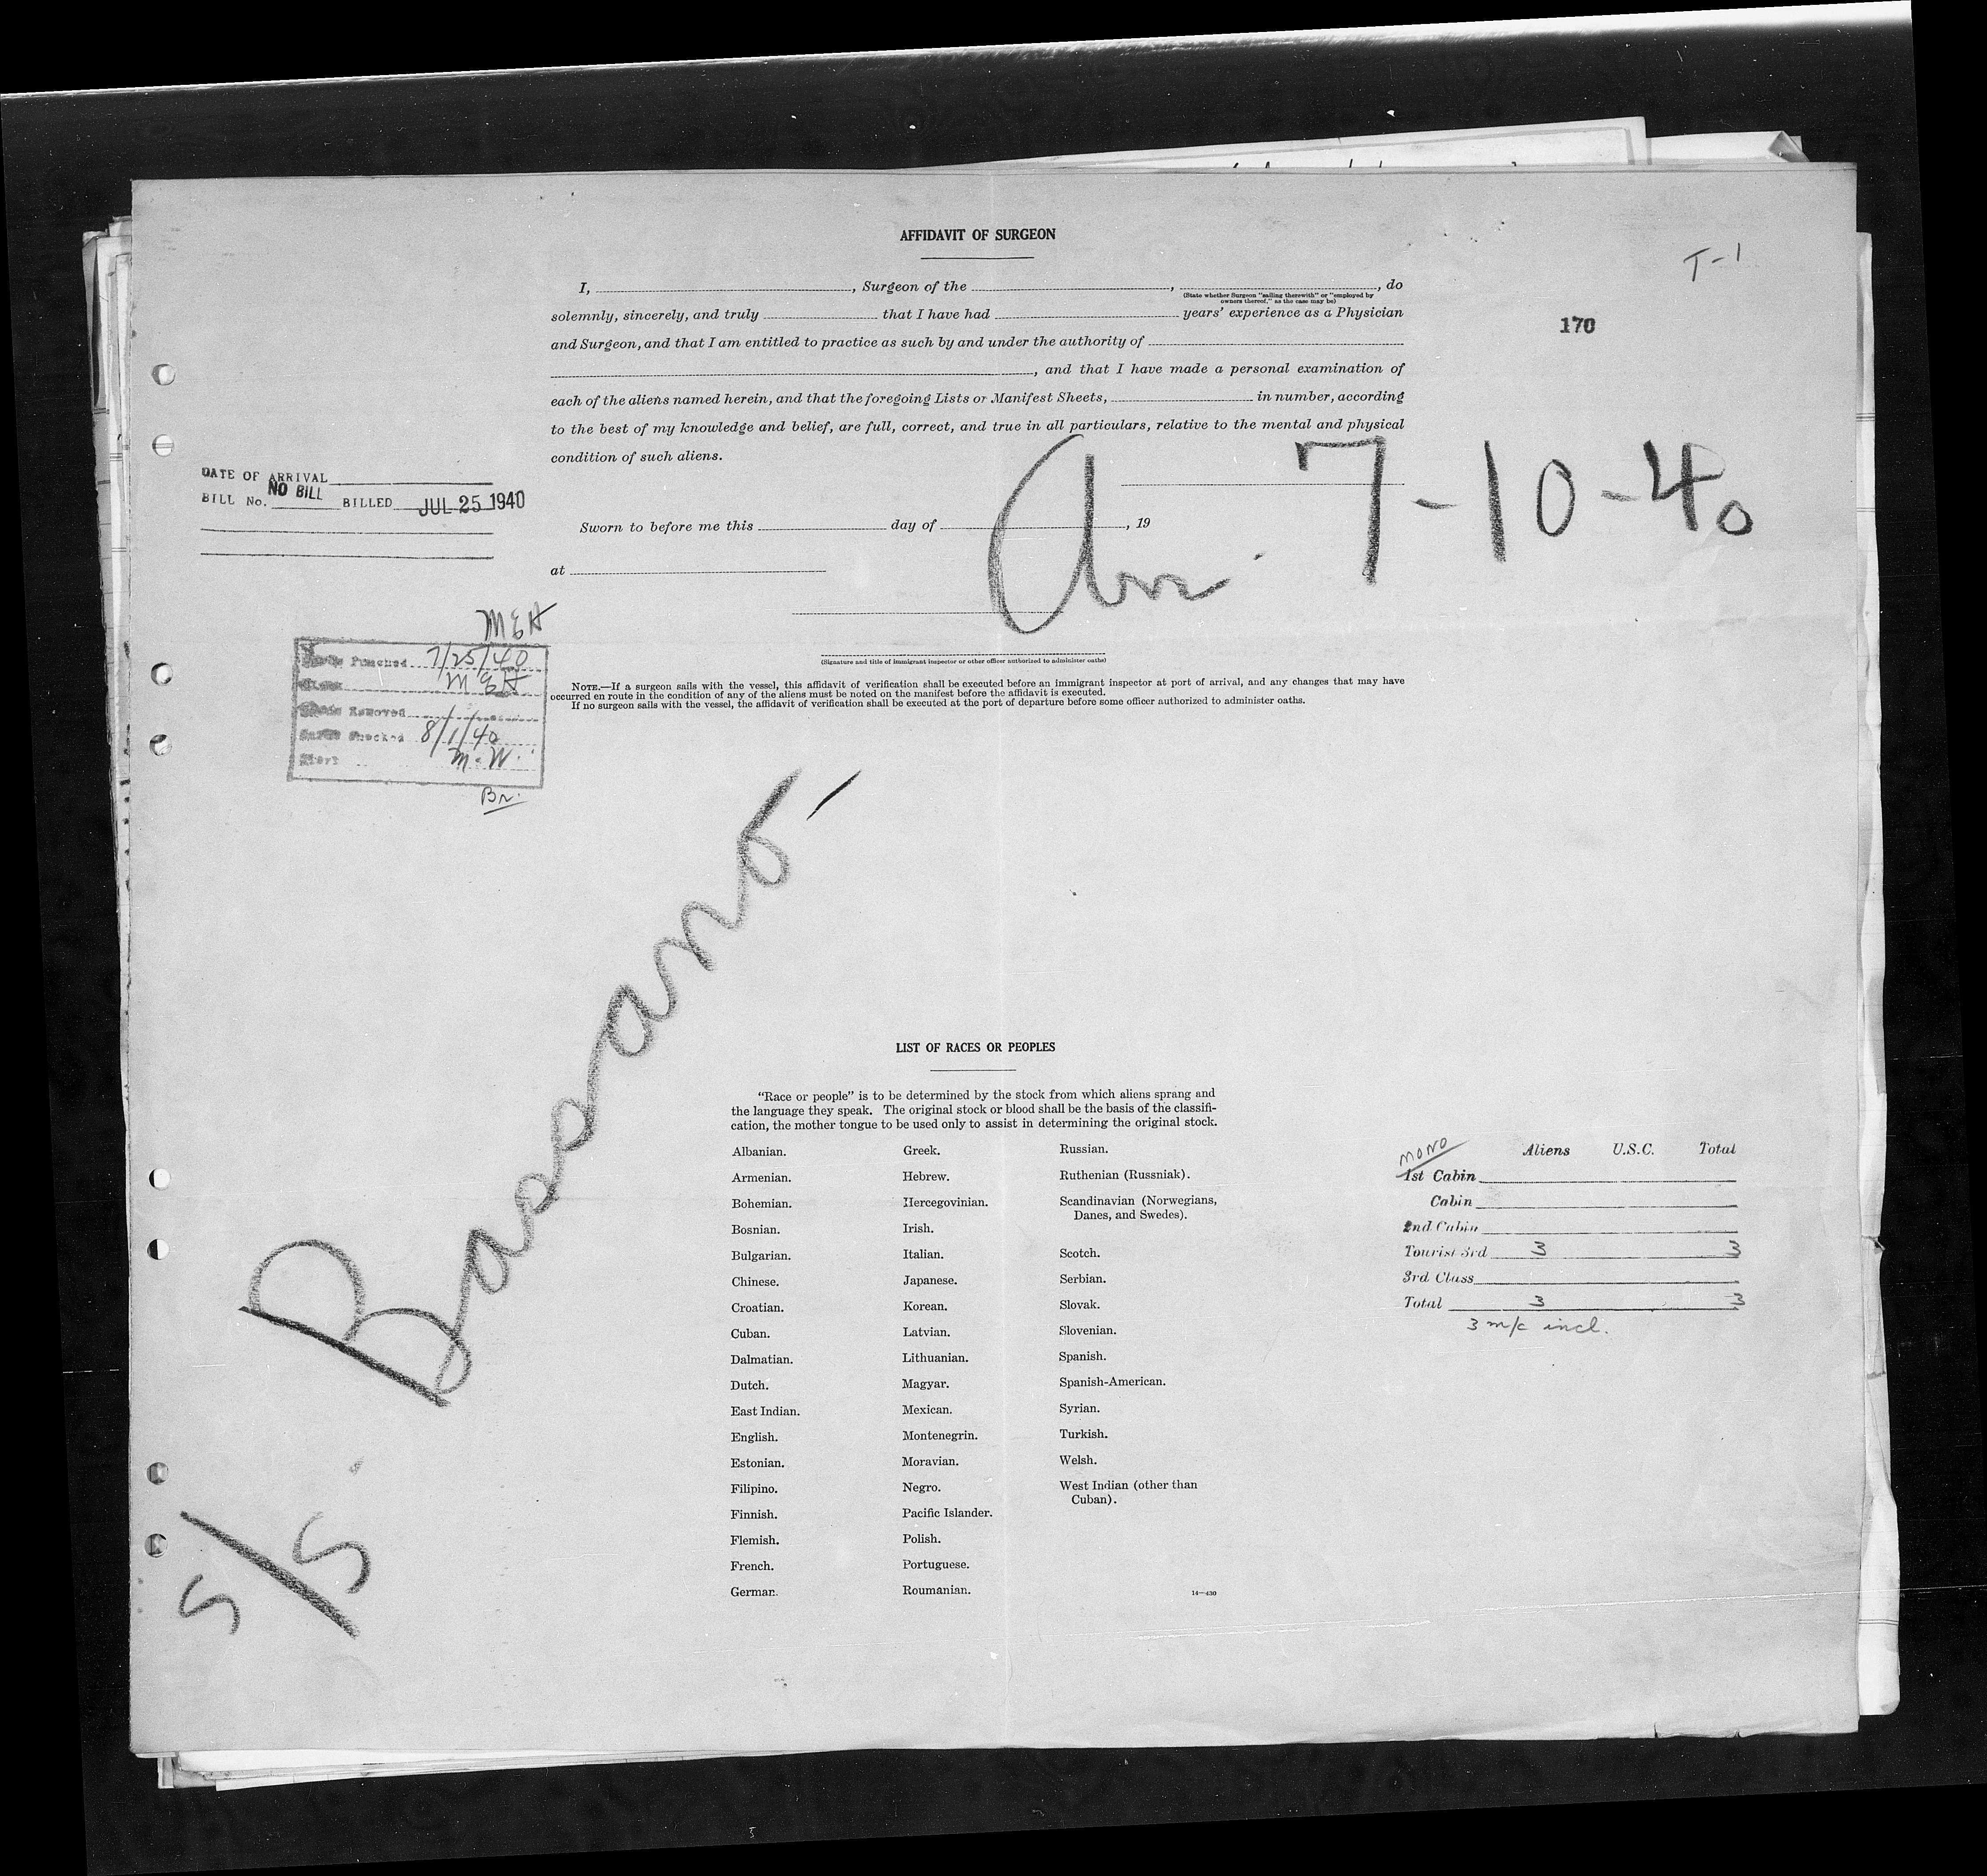 AFFIDAVIT OF SURGEON
T-1
170
I, , Surgeon of the , , do
(State whether Surgeon "sailing therewith" or "employed by
owners thereof," as the case may be)
solemnly, sincerely, and truly that I have had years' experience as a Physician
and Surgeon, and that I am entitled to practice as such by and under the authority of
, and that I have made a personal examination of
each of the aliens named herein, and that the foregoing Lists or Manifest Sheets, in number, according
to the best of my knowledge and belief, are full, correct, and true in all particulars, relative to the mental and physical
condition of such aliens.
DATE OF ARRIVAL
BILL No. NO BILL BILLED JUL 25 1940
Arr. 7-10-40
Sworn to before me this day of , 19
at
(Signature and title of immigrant inspector or other officer authorized to administer oaths)
NOTE.—If a surgeon sails with the vessel, this affidavit of verification shall be executed before an immigrant inspector at port of arrival, and any changes that may have
occurred en route in the condition of any of the aliens must be noted on the manifest before the affidavit is executed.
If no surgeon sails with the vessel, the affidavit of verification shall be executed at the port of departure before some officer authorized to administer oaths.
MEH
Punched 7/25/40
MEH
Removed
Checked 8/1/40
M.W.
Br.
S/S Bassano
LIST OF RACES OR PEOPLES
"Race or people" is to be determined by the stock from which aliens sprang and
the language they speak. The original stock or blood shall be the basis of the classifi-
cation, the mother tongue to be used only to assist in determining the original stock.
Albanian.
Armenian.
Bohemian.
Bosnian.
Bulgarian.
Chinese.
Croatian.
Cuban.
Dalmatian.
Dutch.
East Indian.
English.
Estonian.
Filipino.
Finnish.
Flemish.
French.
German.
Greek.
Hebrew.
Hercegovinian.
Irish.
Italian.
Japanese.
Korean.
Latvian.
Lithuanian.
Magyar.
Mexican.
Montenegrin.
Moravian.
Negro.
Pacific Islander.
Polish.
Portuguese.
Roumanian.
Russian.
Ruthenian (Russniak).
Scandinavian (Norwegians,
Danes, and Swedes).
Scotch.
Serbian.
Slovak.
Slovenian.
Spanish.
Spanish-American.
Syrian.
Turkish.
Welsh.
West Indian (other than
Cuban).
14—430
MONO
Aliens U.S.C. Total
1st Cabin
Cabin
2nd Cabin
Tourist 3rd 3 3
3rd Class
Total 3 3
3 m/c incl.